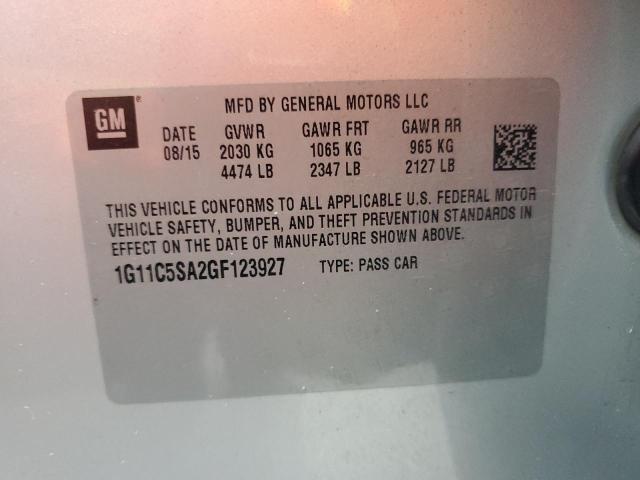 GM
MFD BY GENERAL MOTORS LLC
DATE GVWR GAWR FRT GAWR RR
08/15 2030 KG 1065 KG 965 KG
4474 LB 2347 LB 2127 LB
THIS VEHICLE CONFORMS TO ALL APPLICABLE U.S. FEDERAL MOTOR
VEHICLE SAFETY, BUMPER, AND THEFT PREVENTION STANDARDS IN
EFFECT ON THE DATE OF MANUFACTURE SHOWN ABOVE.
1G11C5SA2GF123927 TYPE: PASS CAR